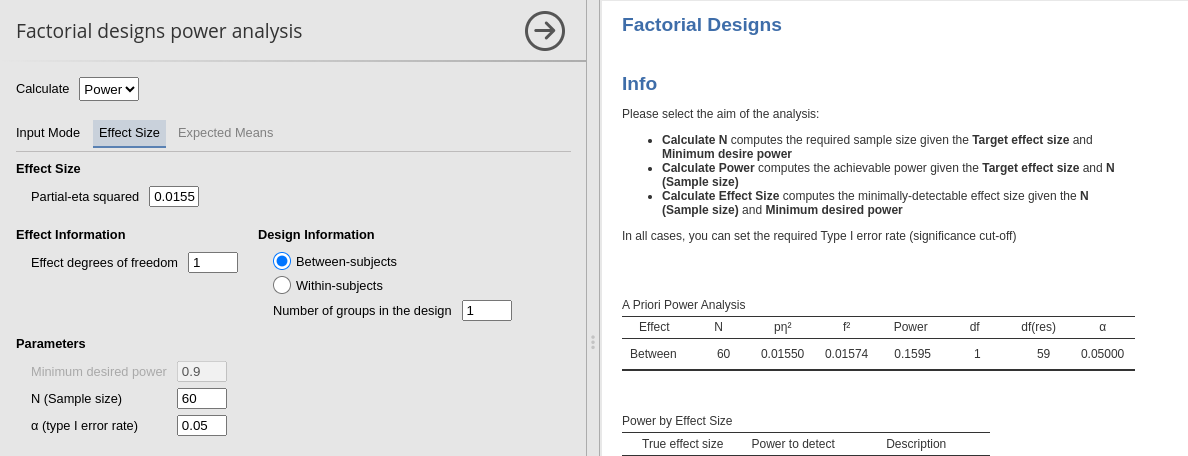 Factorial designs power analysis
Calculate Power
Input Mode Effect Size Expected Means
Effect Size
Partial-eta squared 0.0155
Effect Information Design Information
Effect degrees of freedom 1 Between-subjects
Within-subjects
Number of groups in the design 1
Parameters
Minimum desired power 0.9
N (Sample size) 60
α (type I error rate) 0.05
Factorial Designs
Info
Please select the aim of the analysis:
• Calculate N computes the required sample size given the Target effect size and
Minimum desire power
• Calculate Power computes the achievable power given the Target effect size and N
(Sample size)
• Calculate Effect Size computes the minimally-detectable effect size given the N
(Sample size) and Minimum desired power
In all cases, you can set the required Type I error rate (significance cut-off)
A Priori Power Analysis
Effect N pη² f² Power df df(res) α
Between 60 0.01550 0.01574 0.1595 1 59 0.05000
Power by Effect Size
True effect size Power to detect Description